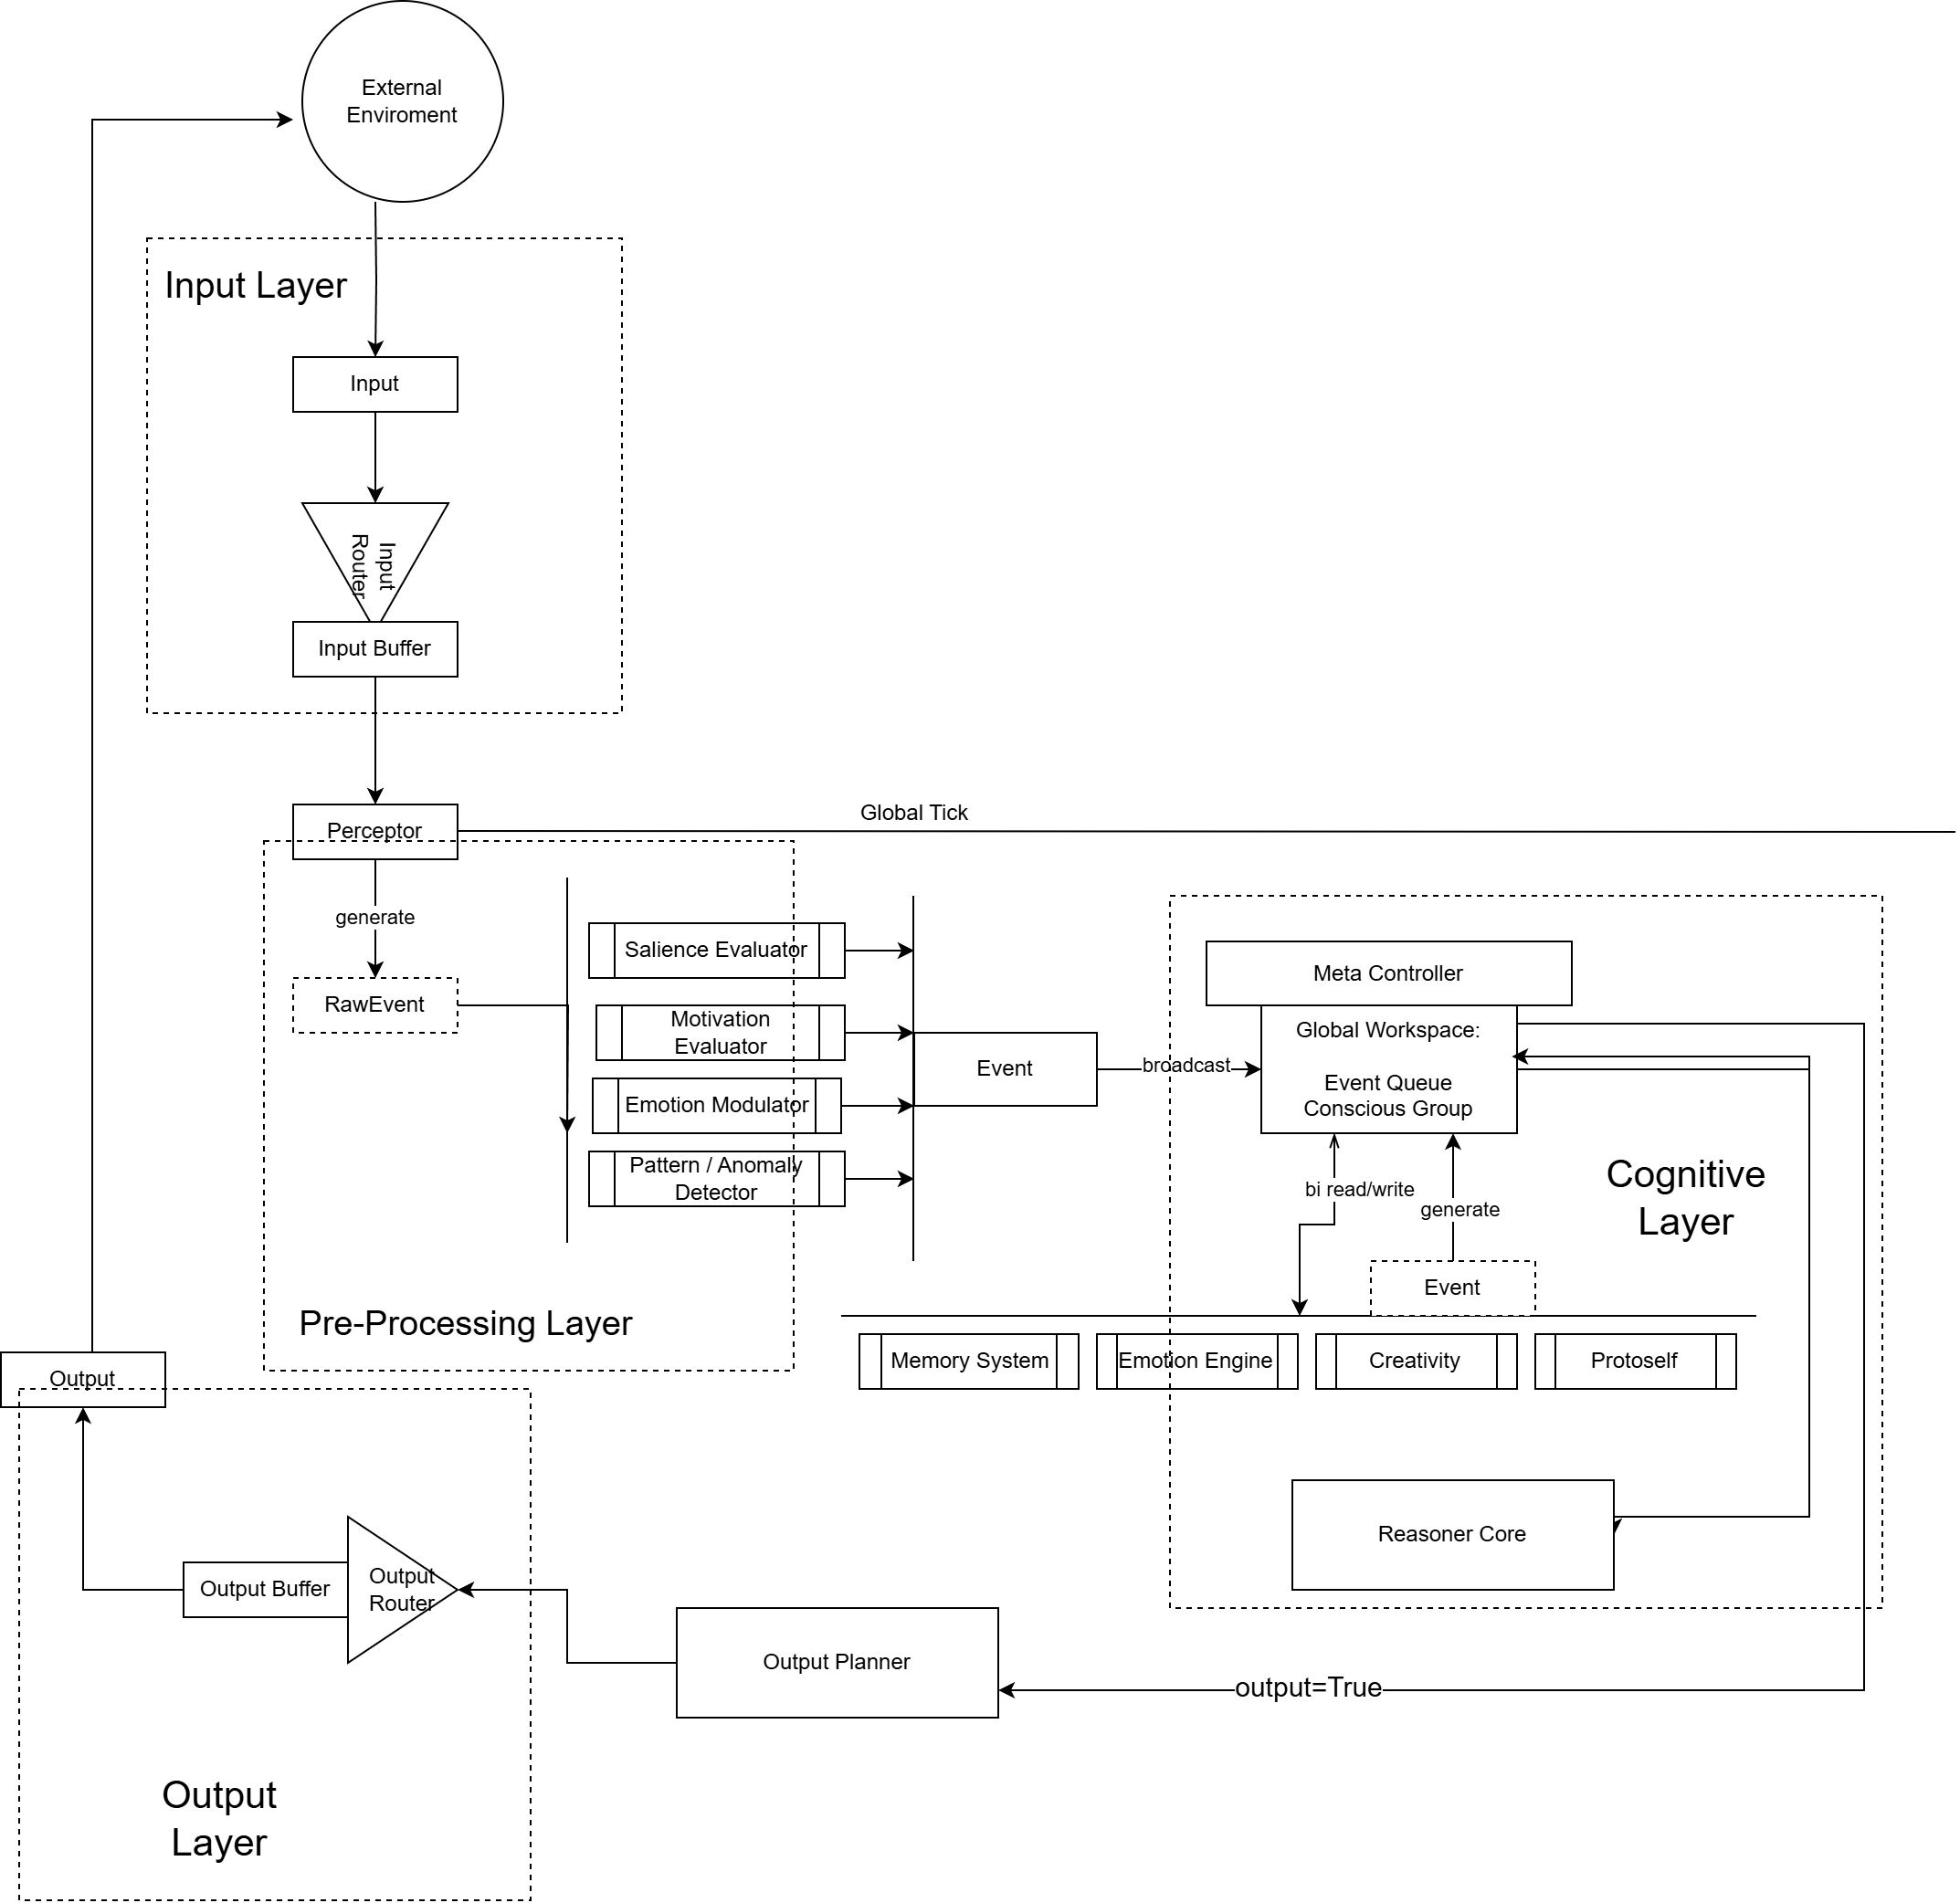 External
Enviroment
Input Layer
Input
Input
Router
Input Buffer
Perceptor
Global Tick
generate
RawEvent
Salience Evaluator
Motivation
Evaluator
Emotion Modulator
Pattern / Anomaly
Detector
Pre-Processing Layer
Event
broadcast
Meta Controller
Global Workspace:
Event Queue
Conscious Group
bi read/write
generate
Event
Cognitive
Layer
Memory System
Emotion Engine
Creativity
Protoself
Reasoner Core
Output
Output Buffer
Output
Router
Output Planner
output=True
Output
Layer